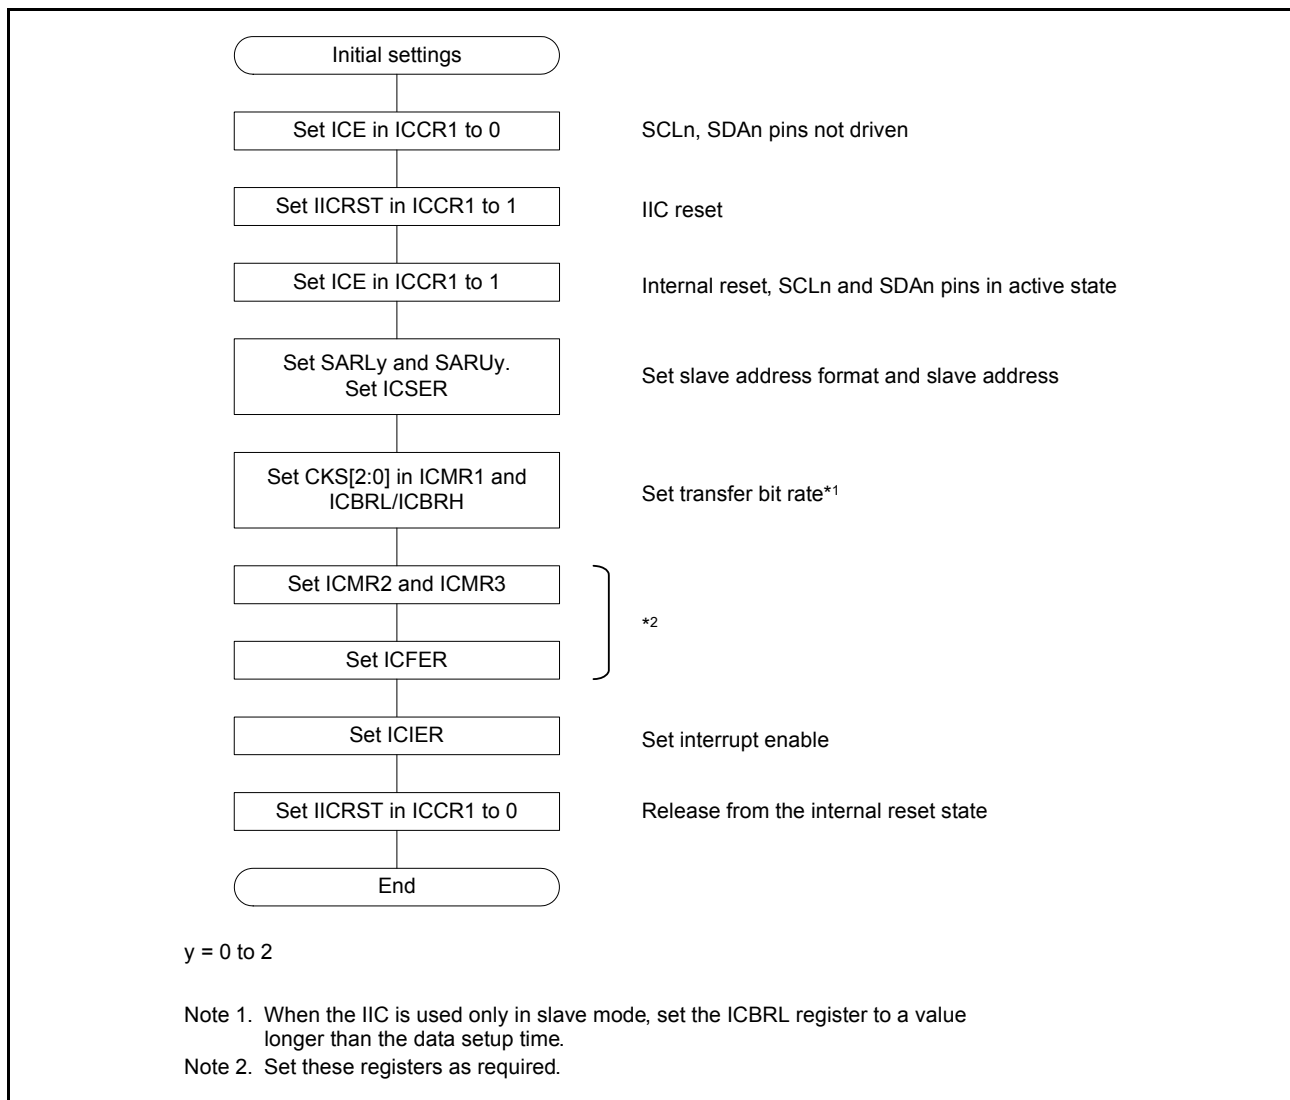 Initial settings
Set ICE in ICCR1 to 0
SCLn, SDAn pins not driven
Set IICRST in ICCR1 to 1
IIC reset
Set ICE in ICCR1 to 1
Internal reset, SCLn and SDAn pins in active state
Set SARLy and SARUy.
Set ICSER
Set slave address format and slave address
Set CKS[2:0] in ICMR1 and
ICBRL/ICBRH
Set transfer bit rate*1
Set ICMR2 and ICMR3
*2
Set ICFER
Set ICIER
Set interrupt enable
Set IICRST in ICCR1 to 0
Release from the internal reset state
End
y = 0 to 2
Note 1. When the IIC is used only in slave mode, set the ICBRL register to a value
longer than the data setup time.
Note 2. Set these registers as required.